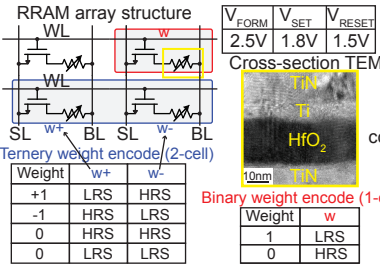 RRAM array structure
WL
w
WL
SL w+ BL SL w- BL
Ternery weight encode(2-cell)
Weight w+ w-
+1 LRS HRS
-1 HRS LRS
0 HRS HRS
0 LRS LRS
V_FORM V_SET V_RESET
2.5V 1.8V 1.5V
Cross-section TEM
TiN
Ti
HfO₂
TiN
10nm
co
Binary weight encode (1-c
Weight w
1 LRS
0 HRS